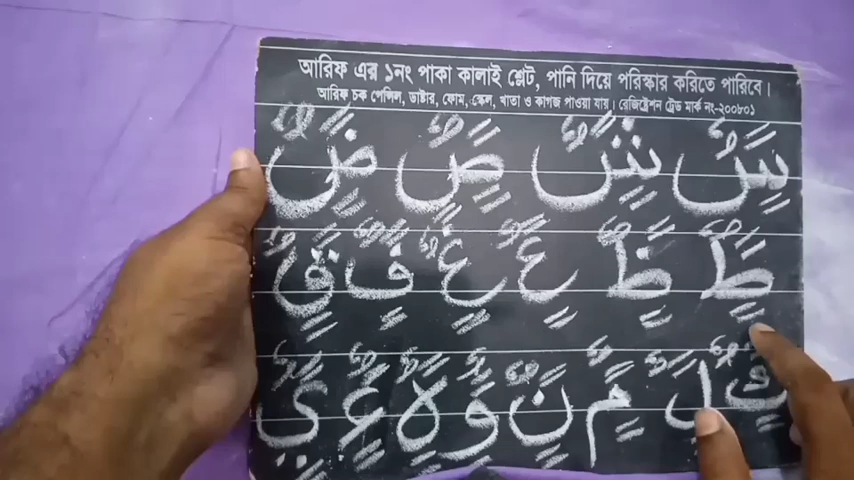 আরিফ এর ১নং পাকা কালাই শ্লেট, পানি দিয়ে পরিস্কার করিতে পারিবে।
আরিফ চক পেন্সিল, ডাষ্টার, ফোম, স্কেল, খাতা ও কাগজ পাওয়া যায়। রেজিষ্ট্রেশন ট্রেড মার্ক নং-২০০৮০১
سًٌٍ شًٌٍ صًٌٍ ضًٌٍ
طًٌٍ ظًٌٍ عًٌٍ غًٌٍ فًٌٍ قًٌٍ
كًٌٍ لًٌٍ مًٌٍ نًٌٍ وًٌٍ هًٌٍ ءًٌٍ يًٌٍ